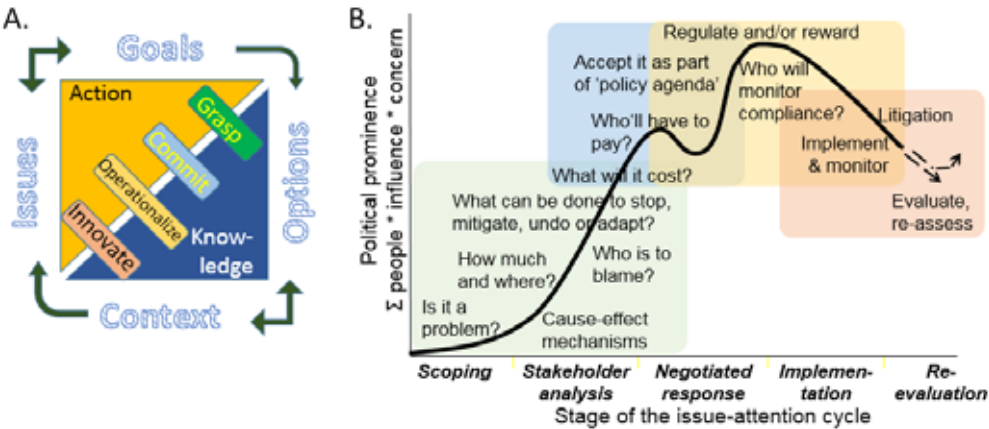 A.
Goals
Action
Grasp
Commit
Operationalize
Innovate
Know-
ledge
Issues
Options
Context
B.
Political prominence
Σ people * influence * concern
Regulate and/or reward
Accept it as part
of 'policy agenda'
Who will
monitor
compliance?
Who'll have to
pay?
Litigation
Implement
& monitor
What will it cost?
What can be done to stop,
mitigate, undo or adapt?
Evaluate,
re-assess
How much
and where?
Who is to
blame?
Is it a
problem?
Cause-effect
mechanisms
Scoping
Stakeholder
analysis
Negotiated
response
Implemen-
tation
Re-
evaluation
Stage of the issue-attention cycle